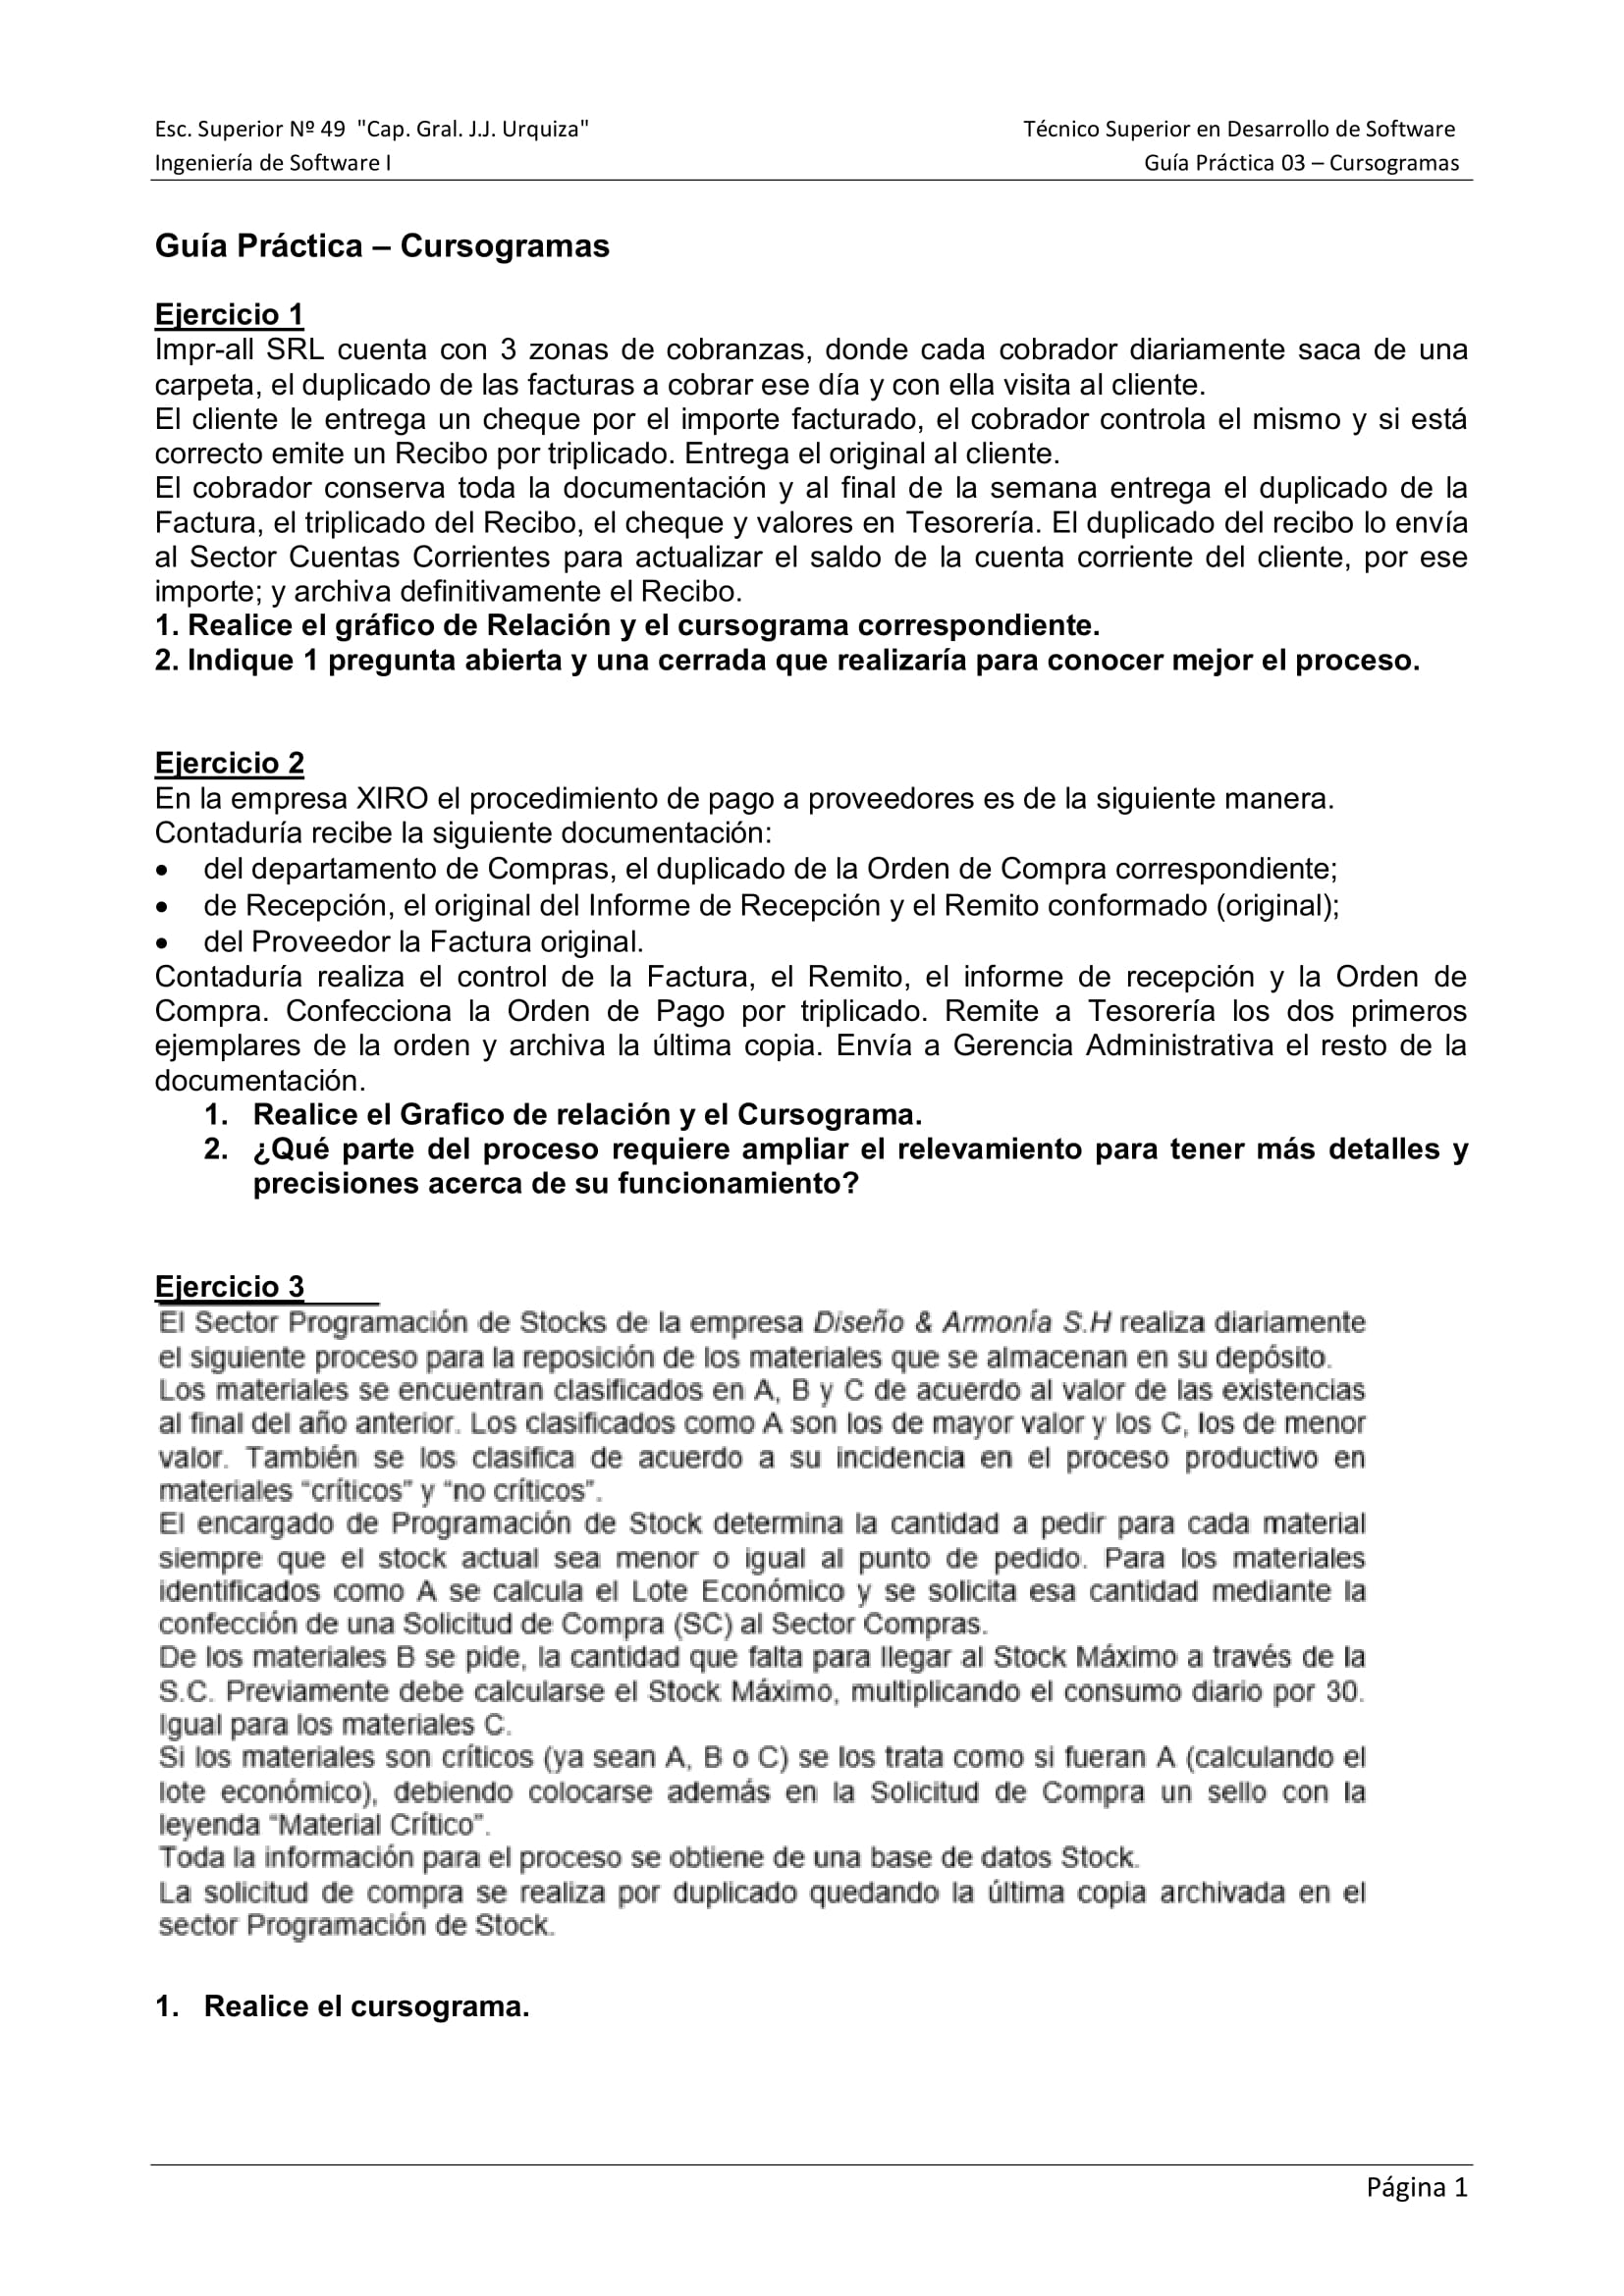 Esc. Superior Nº 49 "Cap. Gral. J.J. Urquiza" Técnico Superior en Desarrollo de Software
Ingeniería de Software I Guía Práctica 03 – Cursogramas
Guía Práctica – Cursogramas
Ejercicio 1
Impr-all SRL cuenta con 3 zonas de cobranzas, donde cada cobrador diariamente saca de una
carpeta, el duplicado de las facturas a cobrar ese día y con ella visita al cliente.
El cliente le entrega un cheque por el importe facturado, el cobrador controla el mismo y si está
correcto emite un Recibo por triplicado. Entrega el original al cliente.
El cobrador conserva toda la documentación y al final de la semana entrega el duplicado de la
Factura, el triplicado del Recibo, el cheque y valores en Tesorería. El duplicado del recibo lo envía
al Sector Cuentas Corrientes para actualizar el saldo de la cuenta corriente del cliente, por ese
importe; y archiva definitivamente el Recibo.
1. Realice el gráfico de Relación y el cursograma correspondiente.
2. Indique 1 pregunta abierta y una cerrada que realizaría para conocer mejor el proceso.
Ejercicio 2
En la empresa XIRO el procedimiento de pago a proveedores es de la siguiente manera.
Contaduría recibe la siguiente documentación:
• del departamento de Compras, el duplicado de la Orden de Compra correspondiente;
• de Recepción, el original del Informe de Recepción y el Remito conformado (original);
• del Proveedor la Factura original.
Contaduría realiza el control de la Factura, el Remito, el informe de recepción y la Orden de
Compra. Confecciona la Orden de Pago por triplicado. Remite a Tesorería los dos primeros
ejemplares de la orden y archiva la última copia. Envía a Gerencia Administrativa el resto de la
documentación.
1. Realice el Grafico de relación y el Cursograma.
2. ¿Qué parte del proceso requiere ampliar el relevamiento para tener más detalles y
precisiones acerca de su funcionamiento?
Ejercicio 3
El Sector Programación de Stocks de la empresa Diseño & Armonía S.H realiza diariamente
el siguiente proceso para la reposición de los materiales que se almacenan en su depósito.
Los materiales se encuentran clasificados en A, B y C de acuerdo al valor de las existencias
al final del año anterior. Los clasificados como A son los de mayor valor y los C, los de menor
valor. También se los clasifica de acuerdo a su incidencia en el proceso productivo en
materiales “críticos” y “no críticos”.
El encargado de Programación de Stock determina la cantidad a pedir para cada material
siempre que el stock actual sea menor o igual al punto de pedido. Para los materiales
identificados como A se calcula el Lote Económico y se solicita esa cantidad mediante la
confección de una Solicitud de Compra (SC) al Sector Compras.
De los materiales B se pide, la cantidad que falta para llegar al Stock Máximo a través de la
S.C. Previamente debe calcularse el Stock Máximo, multiplicando el consumo diario por 30.
Igual para los materiales C.
Si los materiales son críticos (ya sean A, B o C) se los trata como si fueran A (calculando el
lote económico), debiendo colocarse además en la Solicitud de Compra un sello con la
leyenda “Material Crítico”.
Toda la información para el proceso se obtiene de una base de datos Stock.
La solicitud de compra se realiza por duplicado quedando la última copia archivada en el
sector Programación de Stock.
1. Realice el cursograma.
Página 1